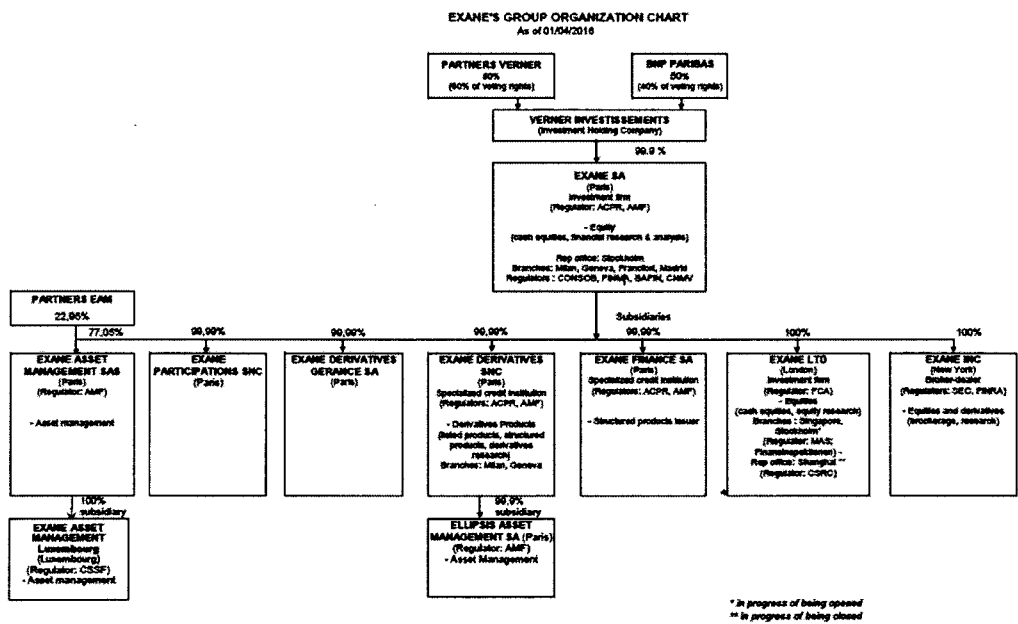 EXANE'S GROUP ORGANIZATION CHART
As of 01/04/2016
PARTNERS VERNER
50%
(60% of voting rights)
BNP PARIBAS
50%
(40% of voting rights)
VERNER INVESTISSEMENTS
(Investment Holding Company)
99.9 %
EXANE SA
(Paris)
Investment firm
(Regulator: ACPR, AMF)
- Equity
(cash equities, financial research & analysis)
Rep office: Stockholm
Branches: Milan, Geneva, Francfort, Madrid
Regulators : CONSOB, FINMA, BAFIN, CNMV
PARTNERS EAM
22,95%
Subsidiaries
77,05%
99,99%
99,99%
99,99%
99,99%
100%
100%
EXANE ASSET
MANAGEMENT SAS
(Paris)
(Regulator: AMF)
- Asset management
EXANE
PARTICIPATIONS SNC
(Paris)
EXANE DERIVATIVES
GERANCE SA
(Paris)
EXANE DERIVATIVES
SNC
(Paris)
Specialized credit institution
(Regulators: ACPR, AMF)
- Derivatives Products
(listed products, structured
products, derivatives
research)
Branches: Milan, Geneva
EXANE FINANCE SA
(Paris)
Specialized credit institution
(Regulators: ACPR, AMF)
- Structured products issuer
EXANE LTD
(London)
Investment firm
(Regulator: FCA)
- Equities
(cash equities, equity research)
Branches : Singapore,
Stockholm*
(Regulator: MAS;
Finansinspektionen) -
Rep office: Shanghai **
(Regulator: CSRC)
EXANE INC
(New York)
Broker-dealer
(Regulators: SEC, FINRA)
- Equities and derivatives
(brokerage, research)
100%
subsidiary
99,9%
subsidiary
EXANE ASSET
MANAGEMENT
Luxembourg
(Luxembourg)
(Regulator: CSSF)
- Asset management
ELLIPSIS ASSET
MANAGEMENT SA (Paris)
(Regulator: AMF)
- Asset Management
* in progress of being opened
** in progress of being closed